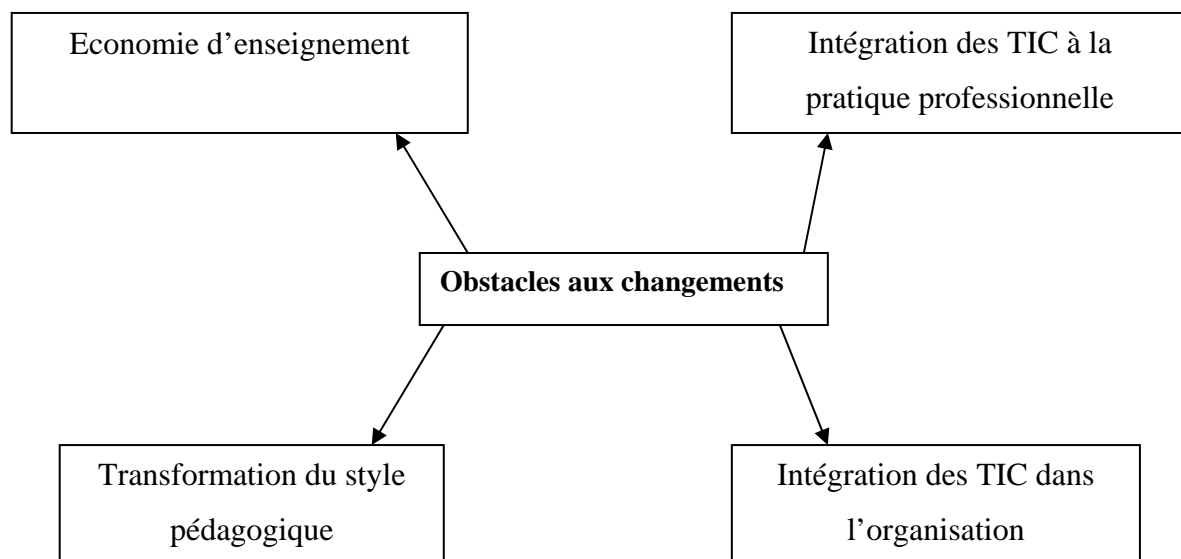 Economie d’enseignement
Intégration des TIC à la
pratique professionnelle
Obstacles aux changements
Transformation du style
pédagogique
Intégration des TIC dans
l’organisation